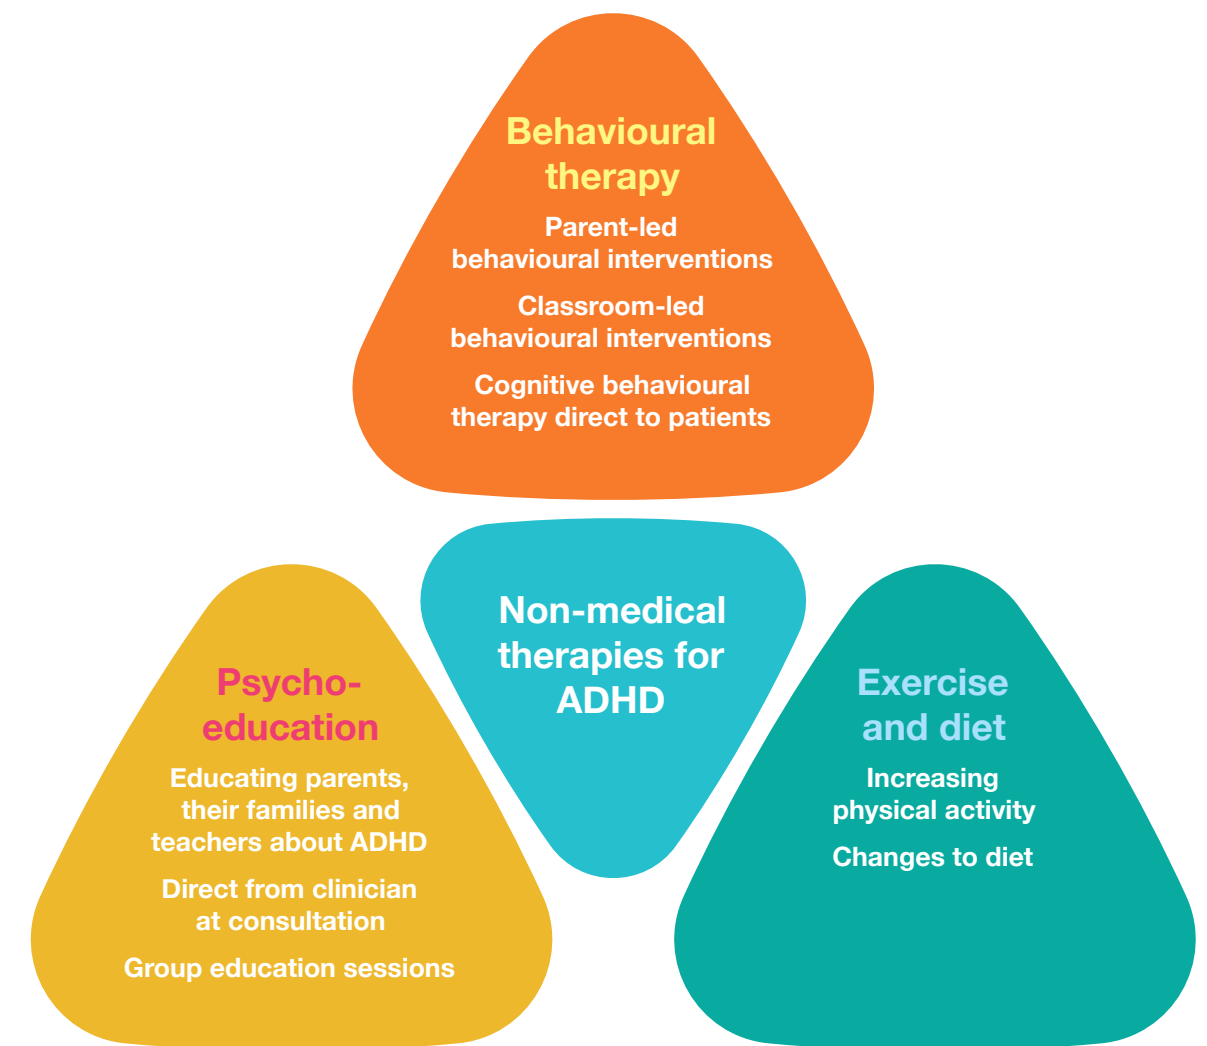 Behavioural
therapy
Parent-led
behavioural interventions
Classroom-led
behavioural interventions
Cognitive behavioural
therapy direct to patients
Non-medical
therapies for
ADHD
Psycho-
education
Educating parents,
their families and
teachers about ADHD
Direct from clinician
at consultation
Group education sessions
Exercise
and diet
Increasing
physical activity
Changes to diet